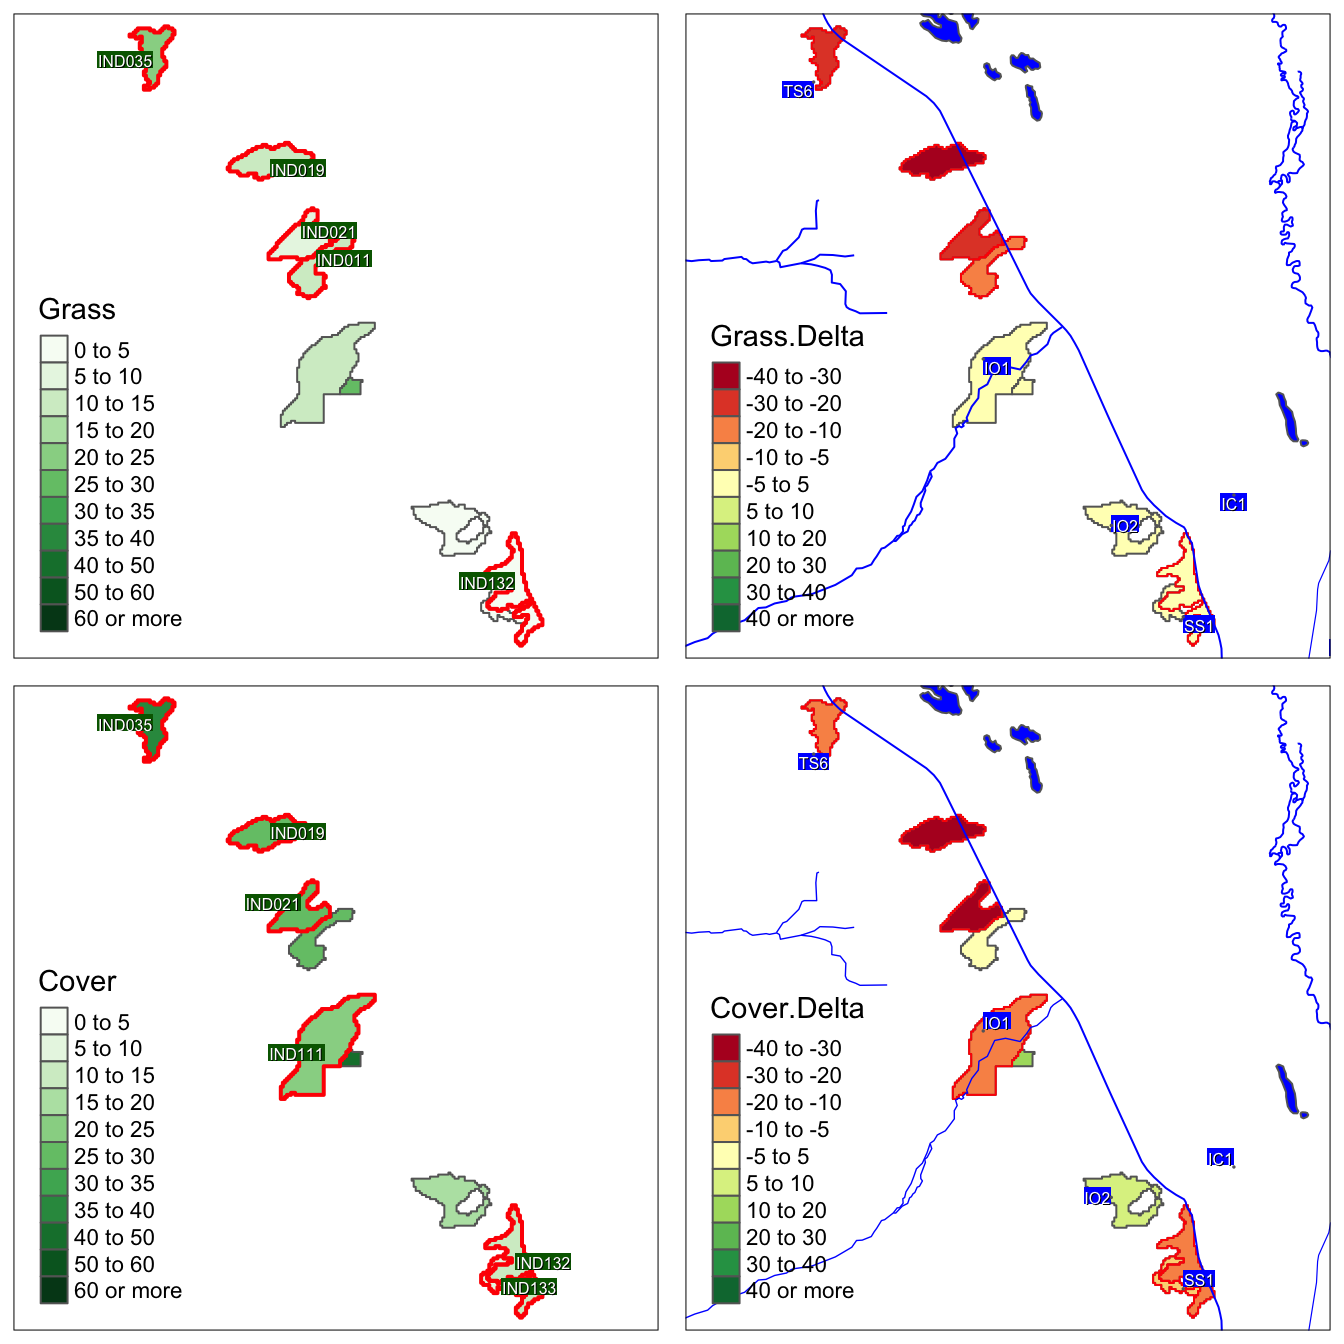 IND035
IND019
IND021
IND011
Grass
0 to 5
5 to 10
10 to 15
15 to 20
20 to 25
25 to 30
30 to 35
35 to 40
40 to 50
50 to 60
60 or more
IND132
TS6
Grass.Delta
-40 to -30
-30 to -20
-20 to -10
-10 to -5
-5 to 5
5 to 10
10 to 20
20 to 30
30 to 40
40 or more
IO1
IC1
IO2
SS1
IND035
IND019
IND021
Cover
0 to 5
5 to 10
10 to 15
15 to 20
20 to 25
25 to 30
30 to 35
35 to 40
40 to 50
50 to 60
60 or more
IND111
IND132
IND133
TS6
Cover.Delta
-40 to -30
-30 to -20
-20 to -10
-10 to -5
-5 to 5
5 to 10
10 to 20
20 to 30
30 to 40
40 or more
IO1
IC1
IO2
SS1